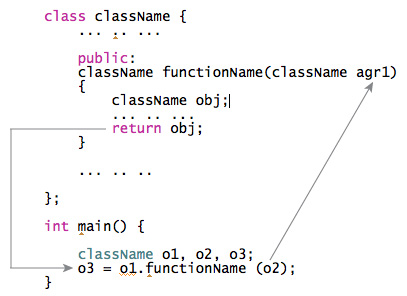 class className {
... .. ...
public:
className functionName(className agr1)
{
className obj;
... .. ...
return obj;
}
... .. ..
};
int main() {
className o1, o2, o3;
o3 = o1.functionName (o2);
}